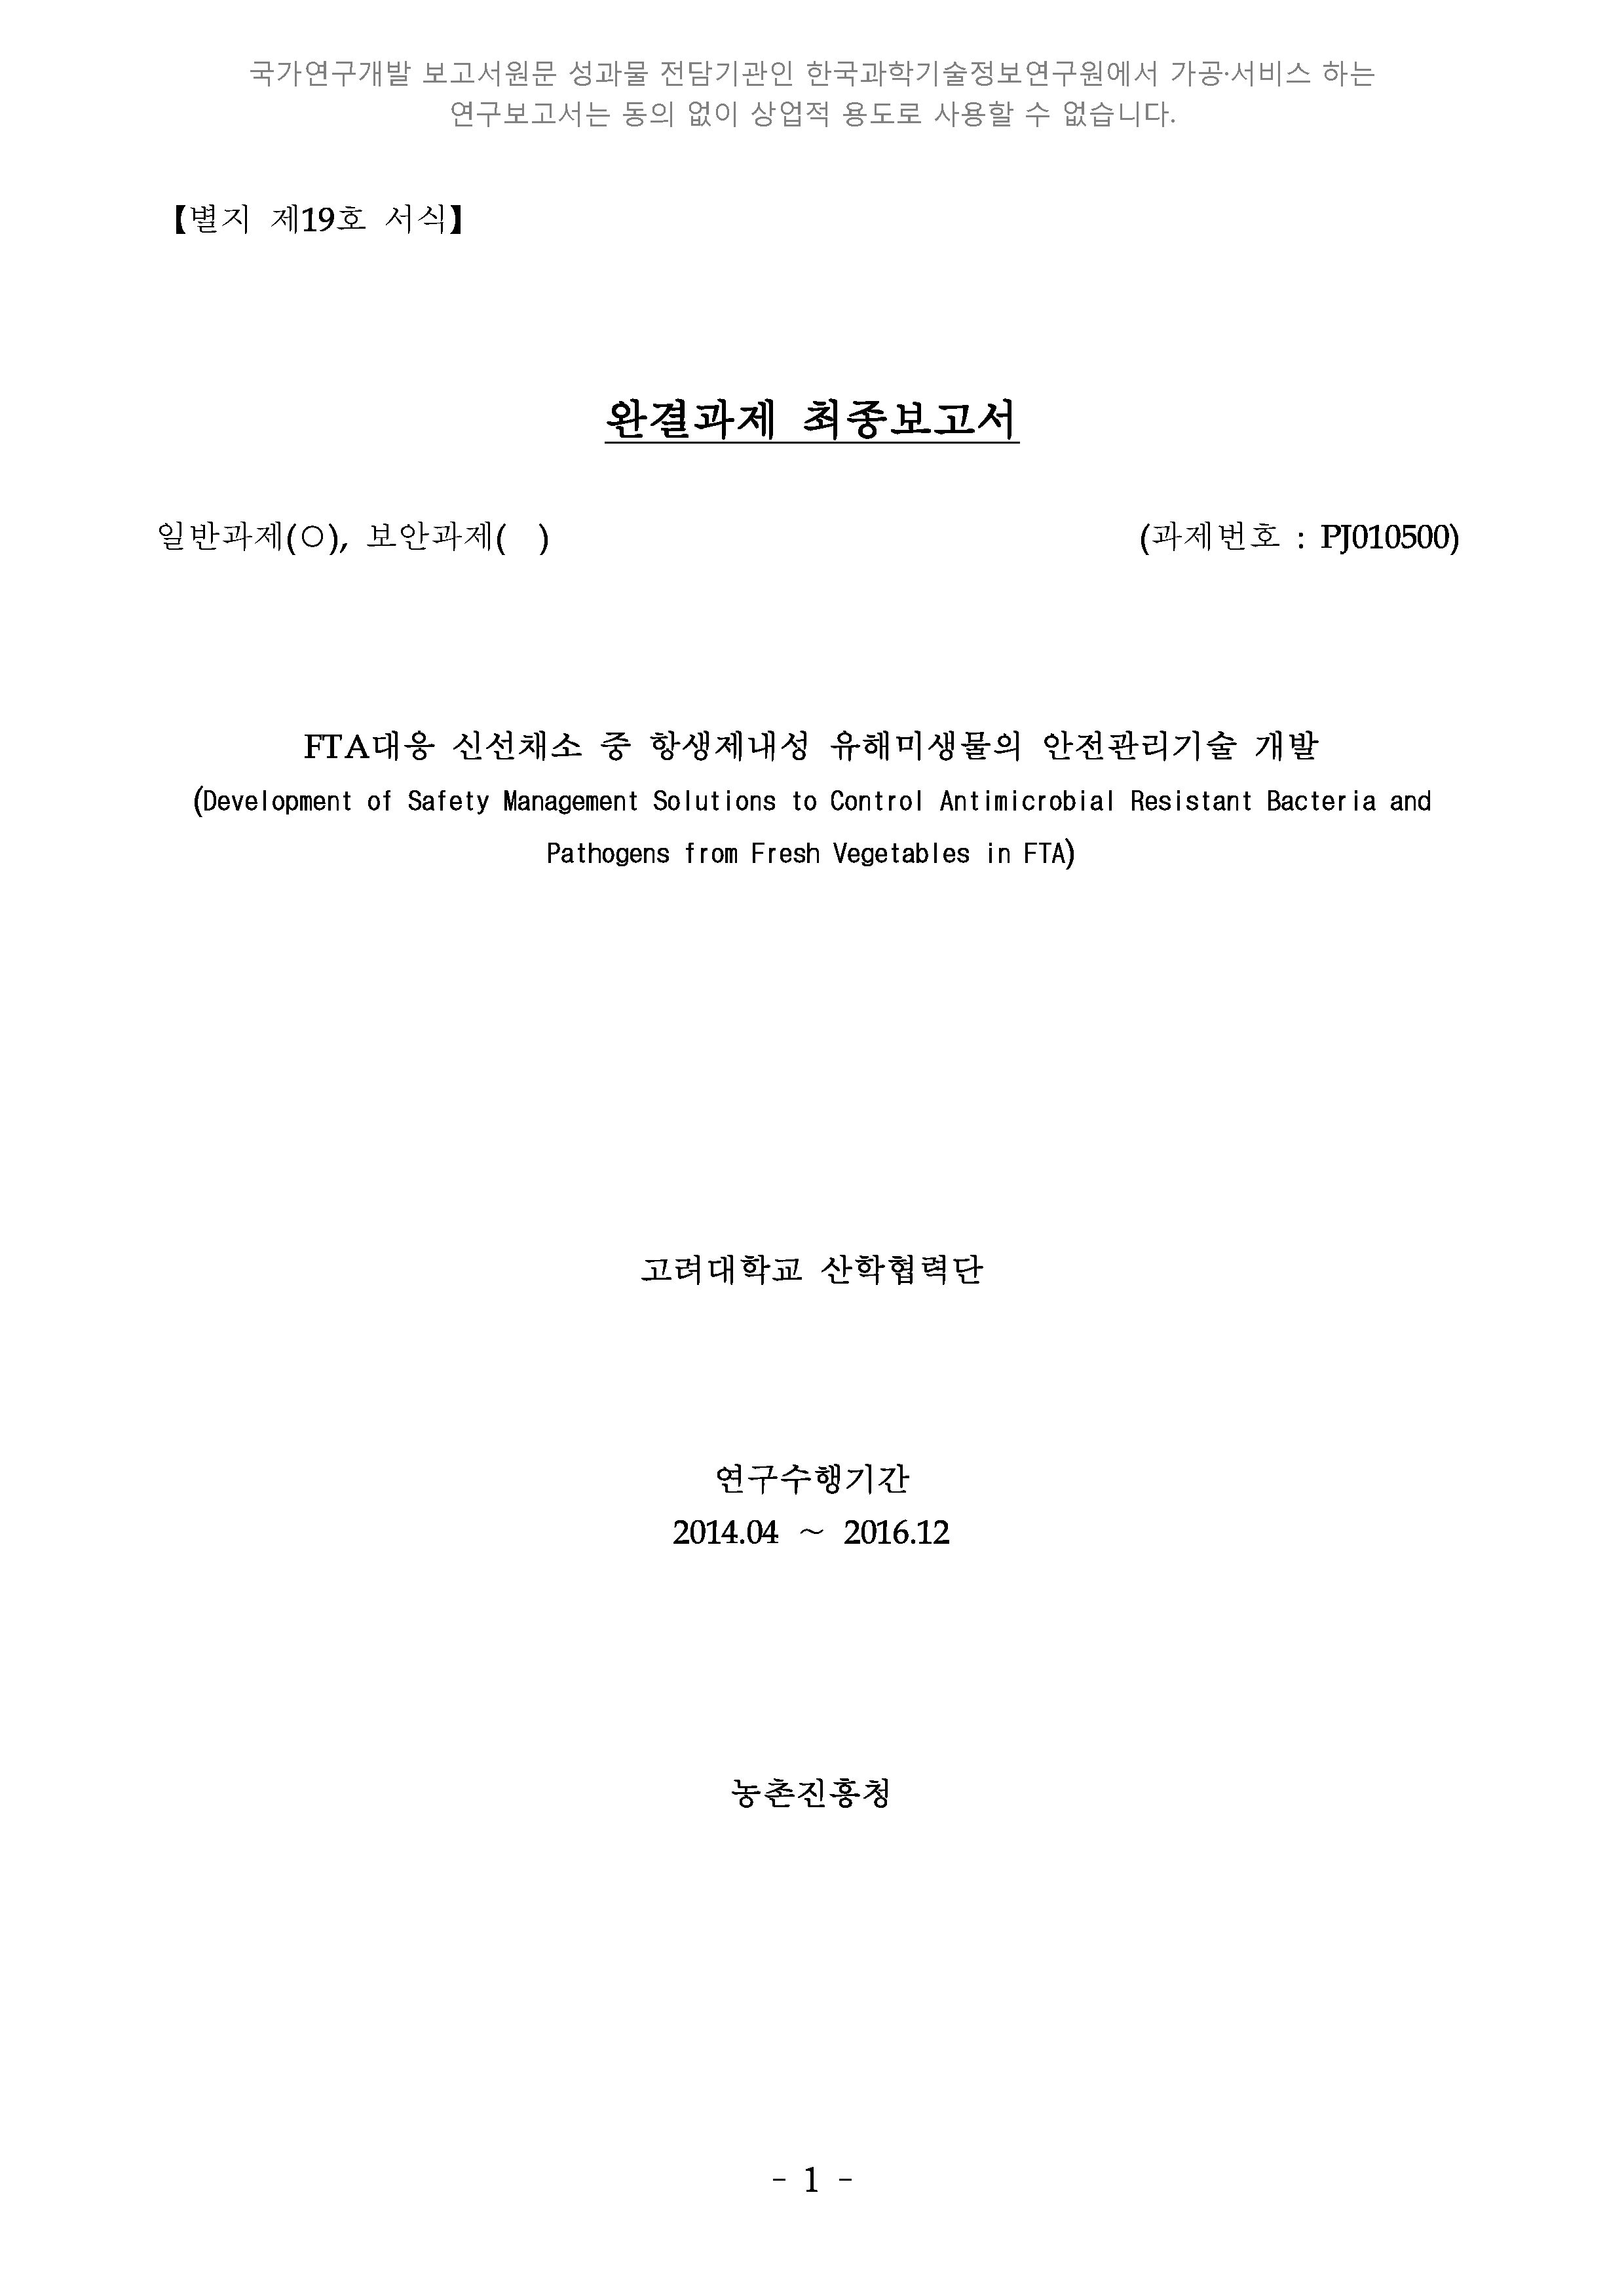 국가연구개발 보고서원문 성과물 전담기관인 한국과학기술정보연구원에서 가공·서비스 하는
연구보고서는 동의 없이 상업적 용도로 사용할 수 없습니다.
【별지 제19호 서식】
완결과제 최종보고서
일반과제(○), 보안과제( ) (과제번호 : PJ010500)
FTA대응 신선채소 중 항생제내성 유해미생물의 안전관리기술 개발
(Development of Safety Management Solutions to Control Antimicrobial Resistant Bacteria and
Pathogens from Fresh Vegetables in FTA)
고려대학교 산학협력단
연구수행기간
2014.04 ~ 2016.12
농촌진흥청
- 1 -